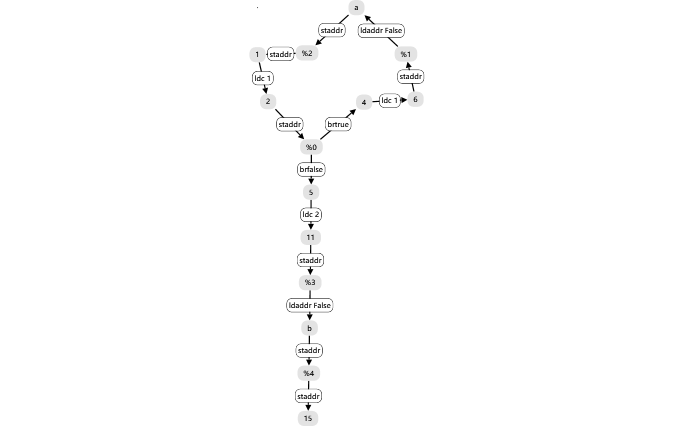 a
staddr
ldaddr False
1
staddr
%2
%1
ldc 1
staddr
2
4
ldc 1
6
staddr
brtrue
%0
brfalse
5
ldc 2
11
staddr
%3
ldaddr False
b
staddr
%4
staddr
15